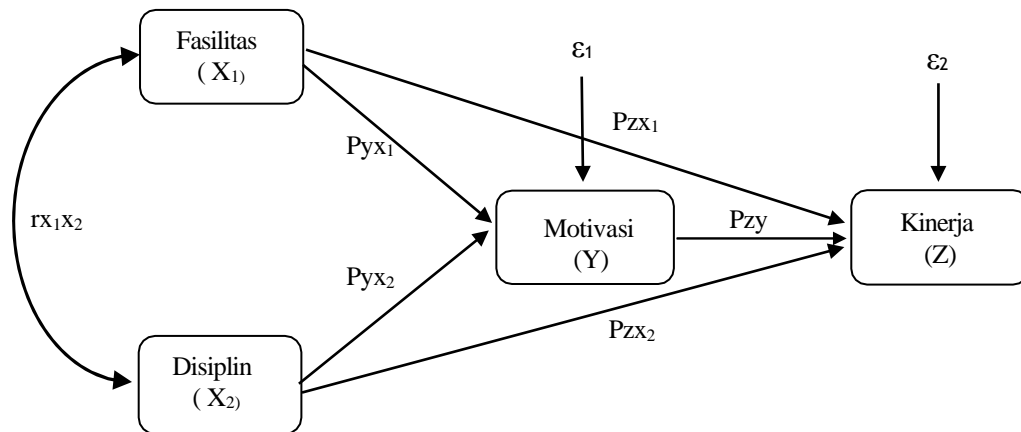 Fasilitas
( X₁)
ε₁
ε₂
Pzx₁
Pyx₁
rx₁x₂
Motivasi
(Y)
Pzy
Kinerja
(Z)
Pyx₂
Pzx₂
Disiplin
( X₂)